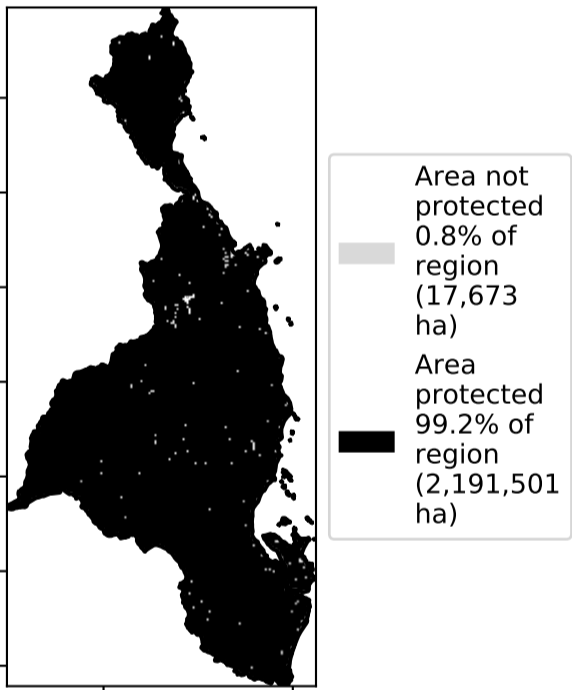 Area not
protected
0.8% of
region
(17,673
ha)
Area
protected
99.2% of
region
(2,191,501
ha)